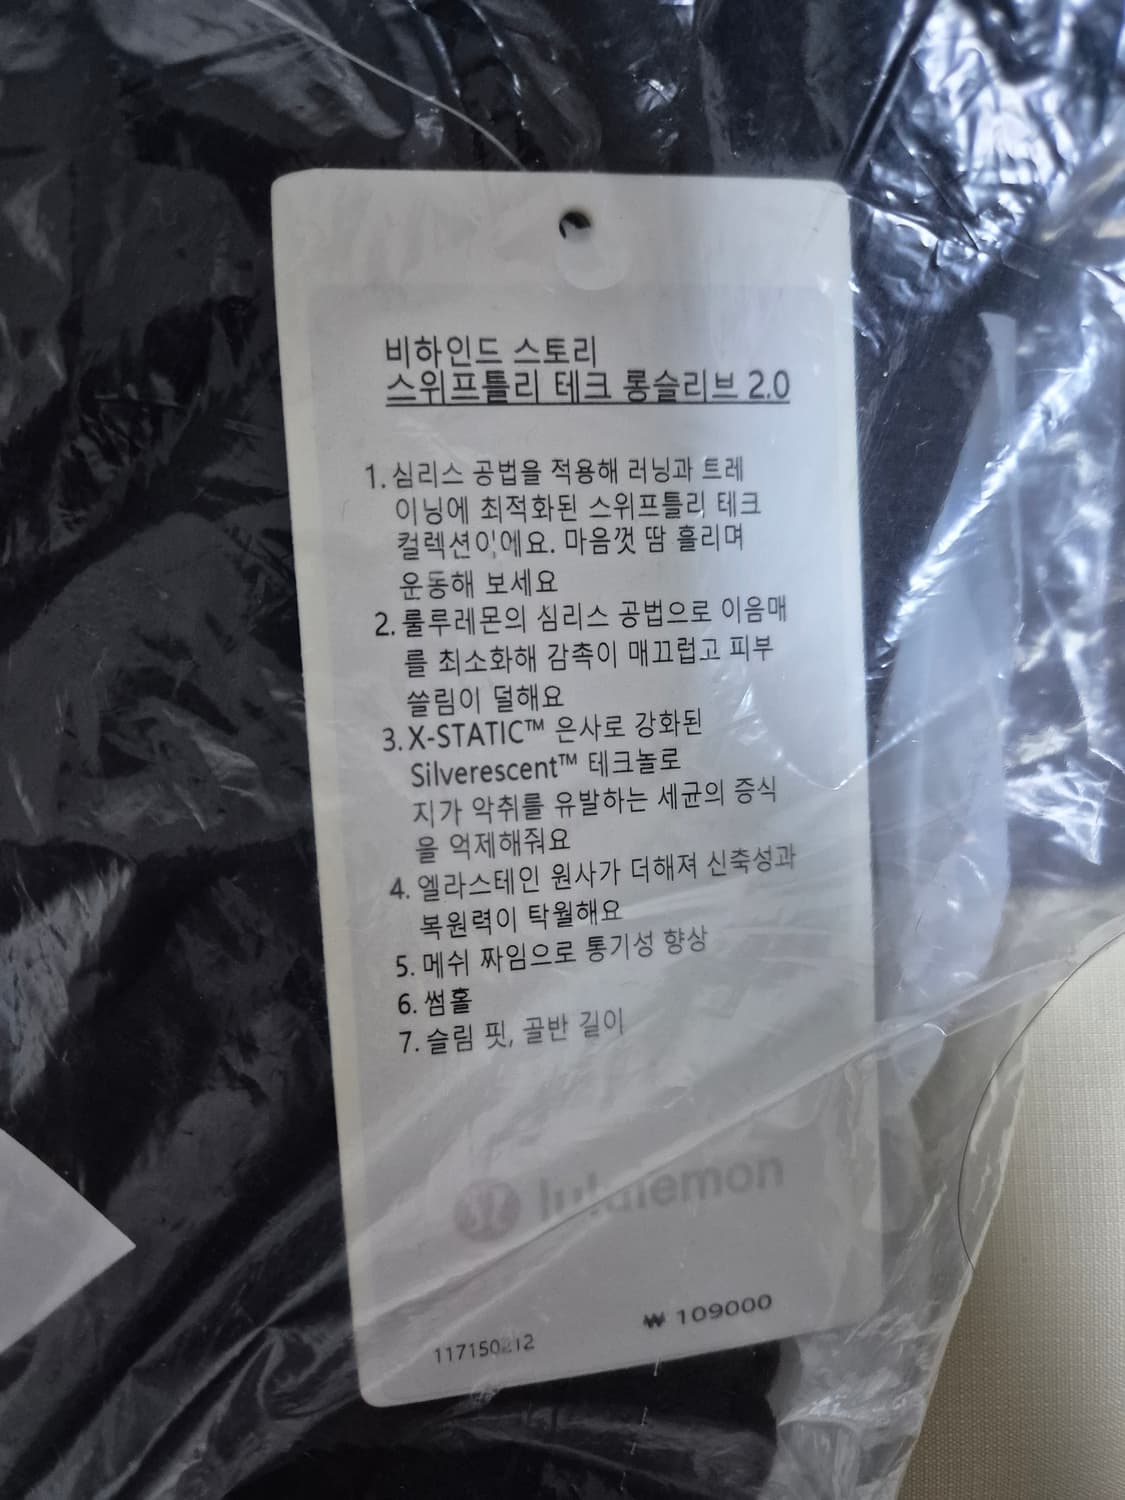 비하인드 스토리
스위프틀리 테크 롱슬리브 2.0
1. 심리스 공법을 적용해 러닝과 트레
이닝에 최적화된 스위프틀리 테크
컬렉션이에요. 마음껏 땀 흘리며
운동해 보세요
2. 룰루레몬의 심리스 공법으로 이음매
를 최소화해 감촉이 매끄럽고 피부
쓸림이 덜해요
3. X-STATIC™ 은사로 강화된
Silverescent™ 테크놀로
지가 악취를 유발하는 세균의 증식
을 억제해줘요
4. 엘라스테인 원사가 더해져 신축성과
복원력이 탁월해요
5. 메쉬 짜임으로 통기성 향상
6. 썸홀
7. 슬림 핏, 골반 길이
lululemon
₩ 109000